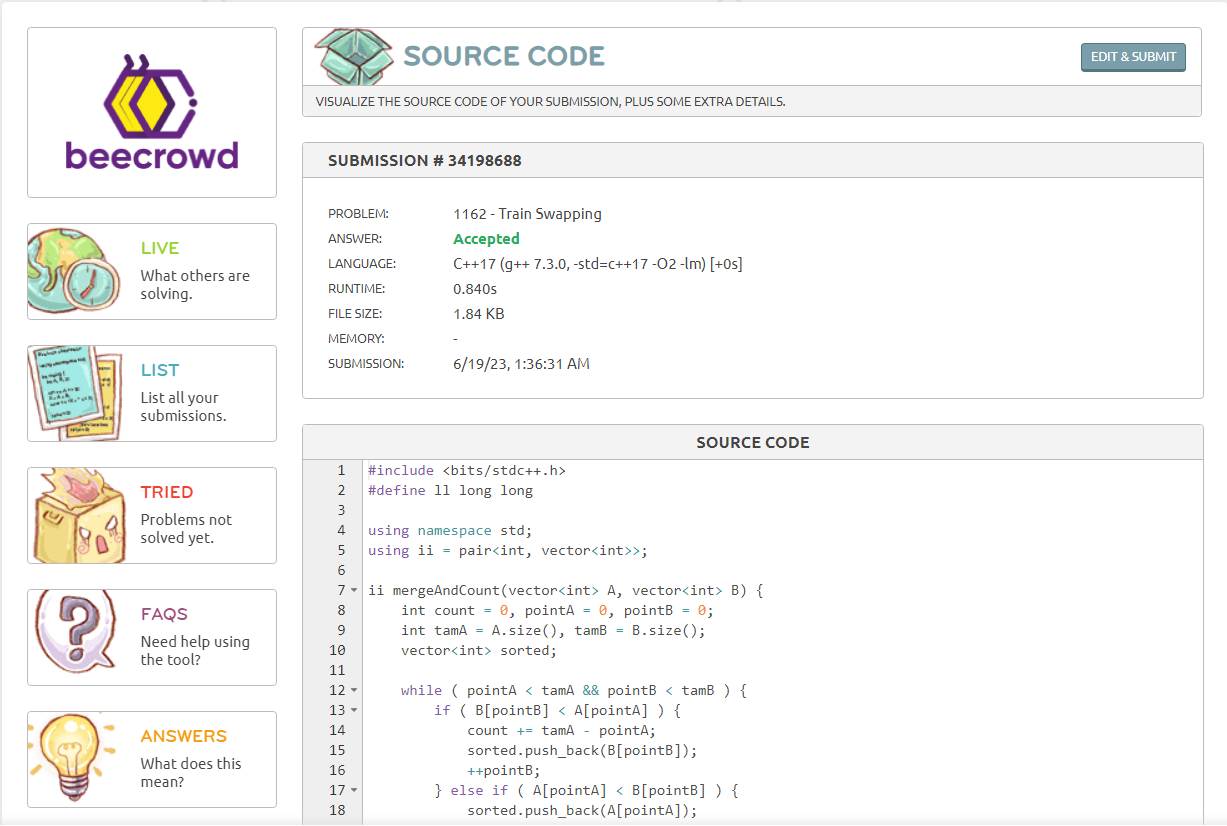 beecrowd
LIVE
What others are
solving.
LIST
List all your
submissions.
TRIED
Problems not
solved yet.
FAQS
Need help using
the tool?
ANSWERS
What does this
mean?
SOURCE CODE
EDIT & SUBMIT
VISUALIZE THE SOURCE CODE OF YOUR SUBMISSION, PLUS SOME EXTRA DETAILS.
SUBMISSION # 34198688
PROBLEM: 1162 - Train Swapping
ANSWER: Accepted
LANGUAGE: C++17 (g++ 7.3.0, -std=c++17 -O2 -lm) [+0s]
RUNTIME: 0.840s
FILE SIZE: 1.84 KB
MEMORY: -
SUBMISSION: 6/19/23, 1:36:31 AM
SOURCE CODE
1 #include <bits/stdc++.h>
2 #define ll long long
3
4 using namespace std;
5 using ii = pair<int, vector<int>>;
6
7 ii mergeAndCount(vector<int> A, vector<int> B) {
8     int count = 0, pointA = 0, pointB = 0;
9     int tamA = A.size(), tamB = B.size();
10     vector<int> sorted;
11
12     while ( pointA < tamA && pointB < tamB ) {
13         if ( B[pointB] < A[pointA] ) {
14             count += tamA - pointA;
15             sorted.push_back(B[pointB]);
16             ++pointB;
17         } else if ( A[pointA] < B[pointB] ) {
18             sorted.push_back(A[pointA]);